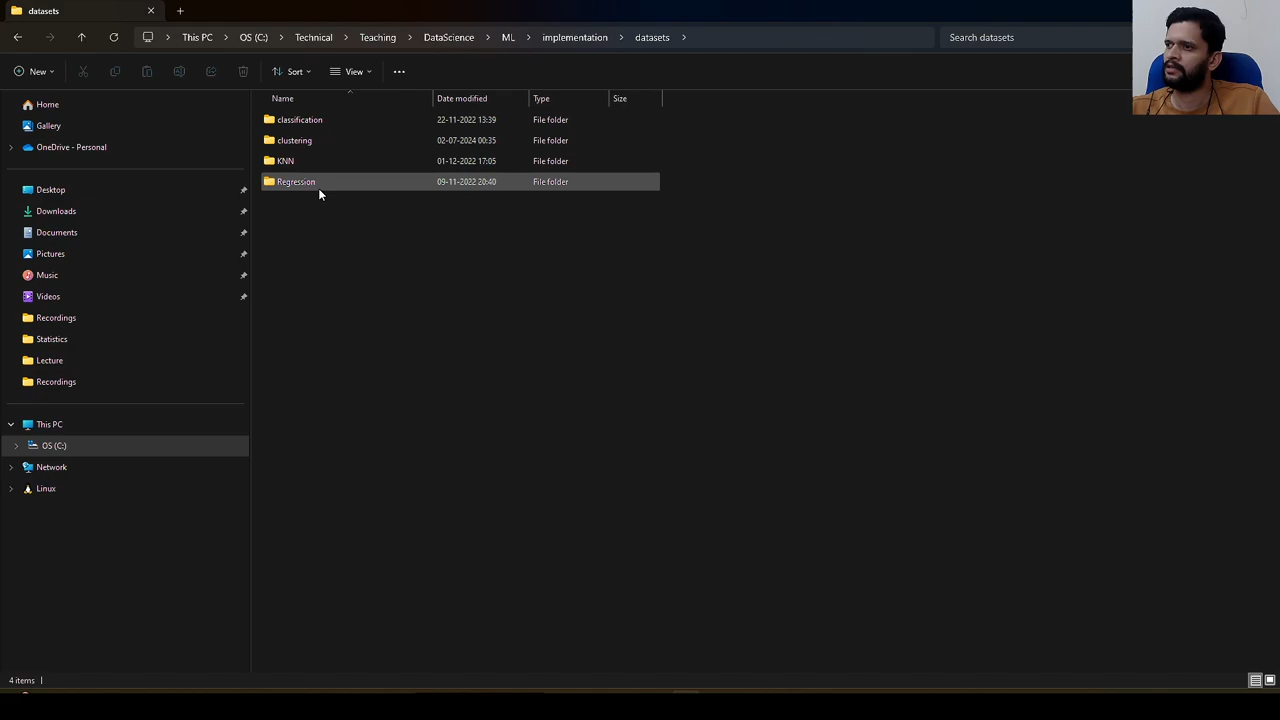 datasets
This PC > OS (C:) > Technical > Teaching > DataScience > ML > implementation > datasets >
Search datasets
New
Sort
View
Name Date modified Type Size
classification 22-11-2022 13:39 File folder
clustering 02-07-2024 00:35 File folder
KNN 01-12-2022 17:05 File folder
Regression 09-11-2022 20:40 File folder
Home
Gallery
OneDrive - Personal
Desktop
Downloads
Documents
Pictures
Music
Videos
Recordings
Statistics
Lecture
Recordings
This PC
OS (C:)
Network
Linux
4 items